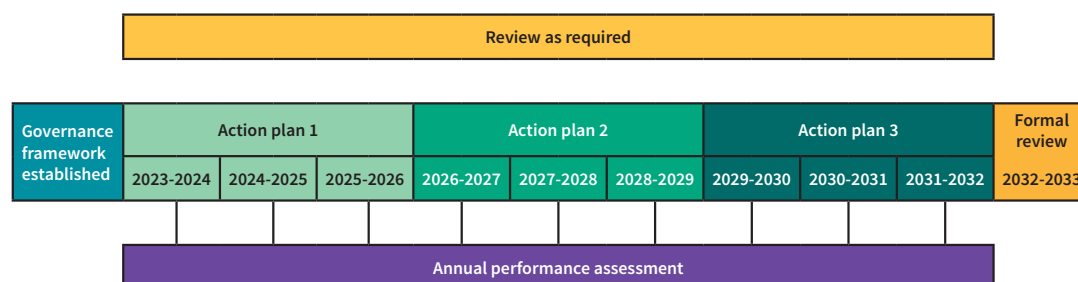 Review as required
Governance
framework
established
Action plan 1
Action plan 2
Action plan 3
Formal
review
2023-2024
2024-2025
2025-2026
2026-2027
2027-2028
2028-2029
2029-2030
2030-2031
2031-2032
2032-2033
Annual performance assessment